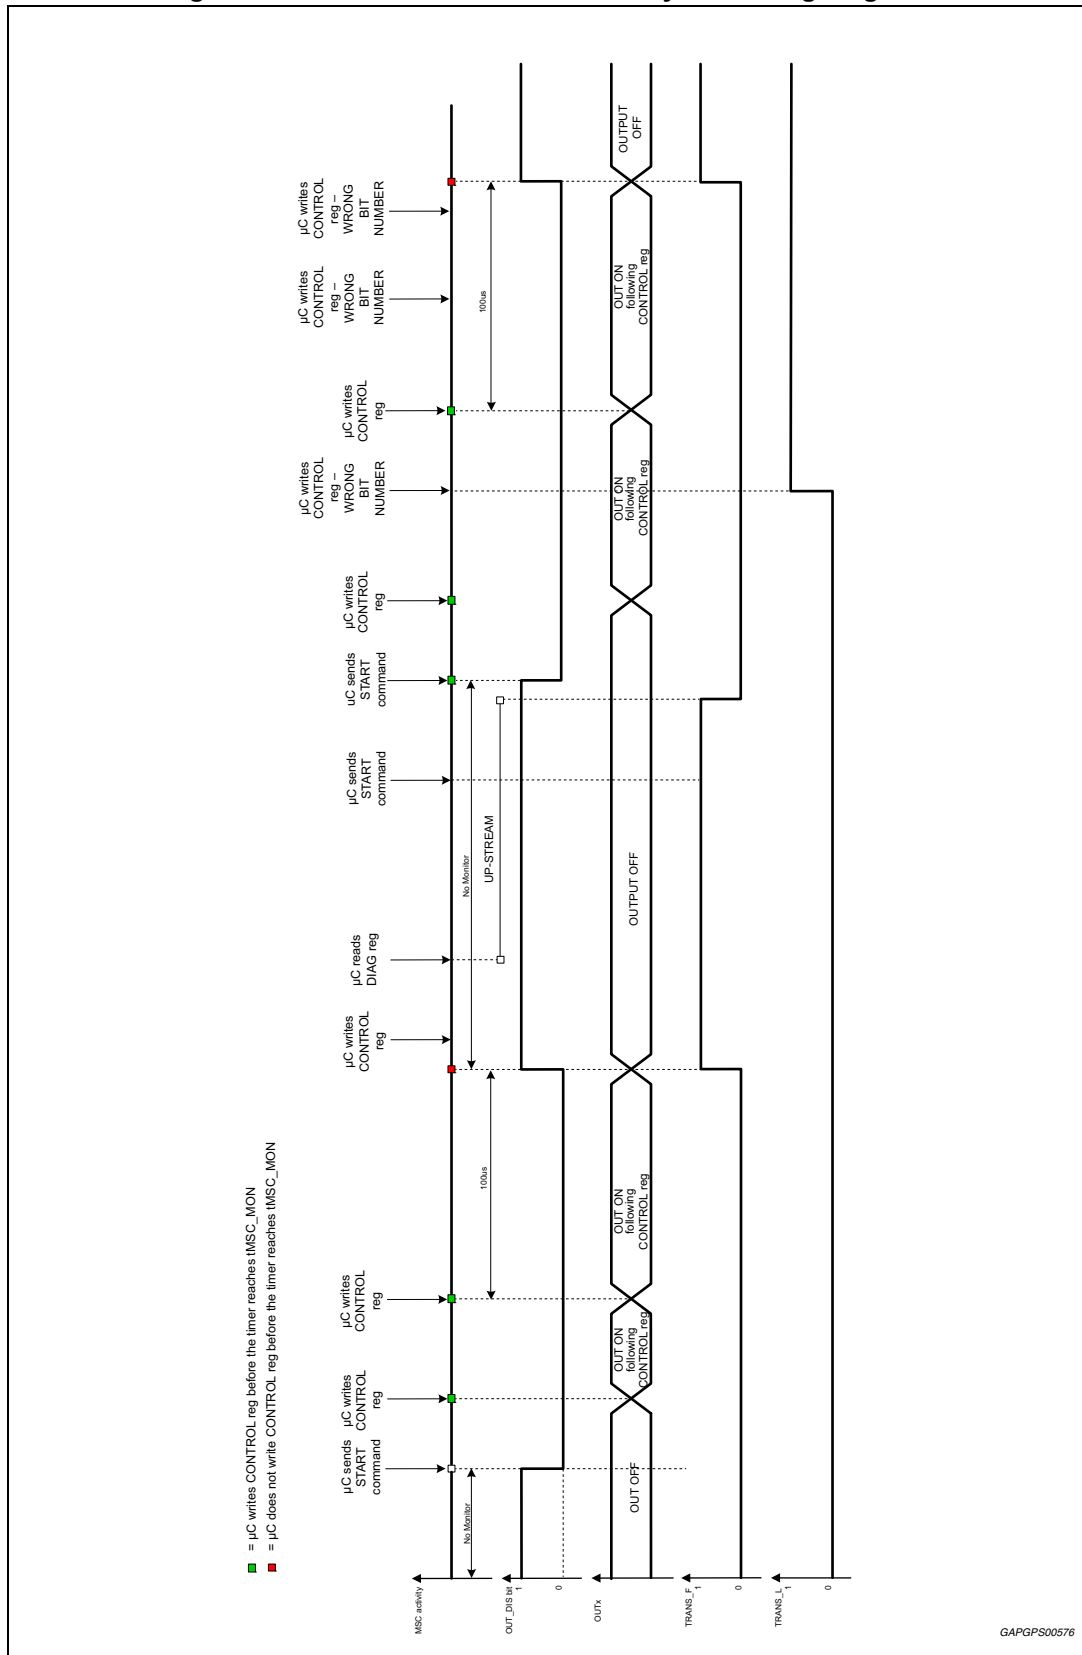 = µC writes CONTROL reg before the timer reaches tMSC_MON
= µC does not write CONTROL reg before the timer reaches tMSC_MON
µC sends
START
command
µC writes
CONTROL
reg
µC writes
CONTROL
reg
µC writes
CONTROL
reg
µC reads
DIAG reg
µC sends
START
command
uC sends
START
command
µC writes
CONTROL
reg
µC writes
CONTROL
reg –
WRONG
BIT
NUMBER
µC writes
CONTROL
reg
µC writes
CONTROL
reg –
WRONG
BIT
NUMBER
µC writes
CONTROL
reg –
WRONG
BIT
NUMBER
MSC activity
No Monitor
100us
No Monitor
UP-STREAM
100us
OUT_DIS bit
1
0
OUTx
OUT OFF
OUT ON
following
CONTROL reg
OUT ON
following
CONTROL reg
OUTPUT OFF
OUT ON
following
CONTROL reg
OUT ON
following
CONTROL reg
OUTPUT
OFF
TRANS_F
1
0
TRANS_L
1
0
GAPGPS00576